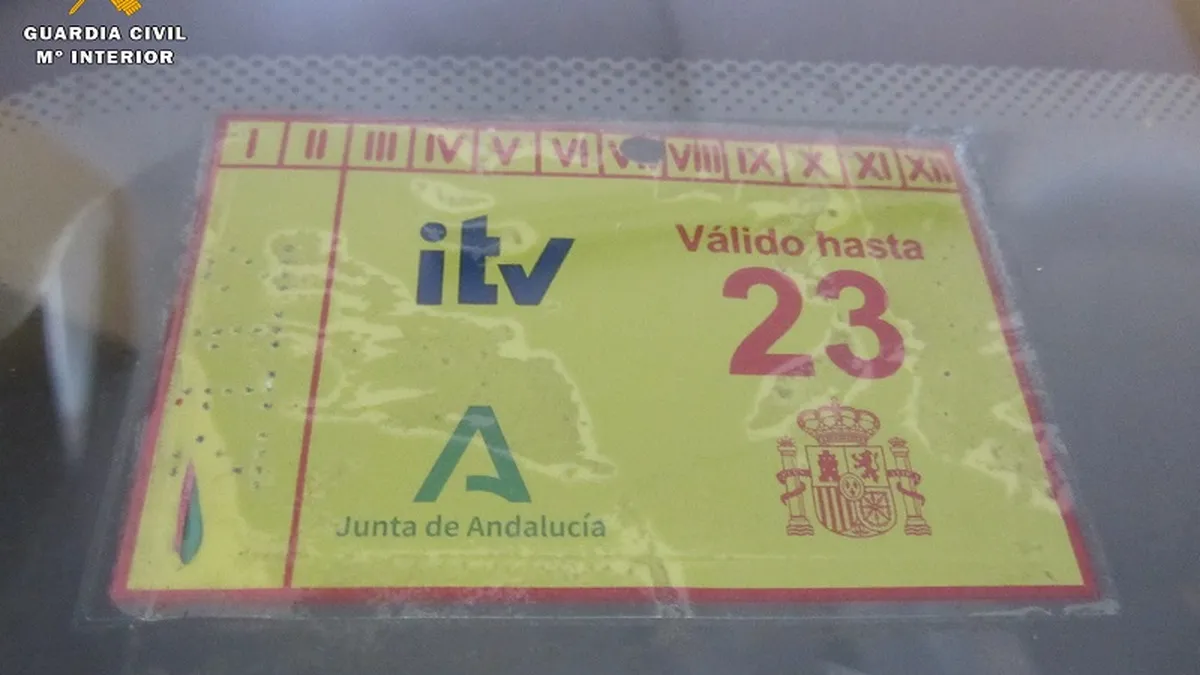 GUARDIA CIVIL
Mº INTERIOR
I II III IV V VI VIII IX X XI XII
itv
Válido hasta
23
Junta de Andalucía